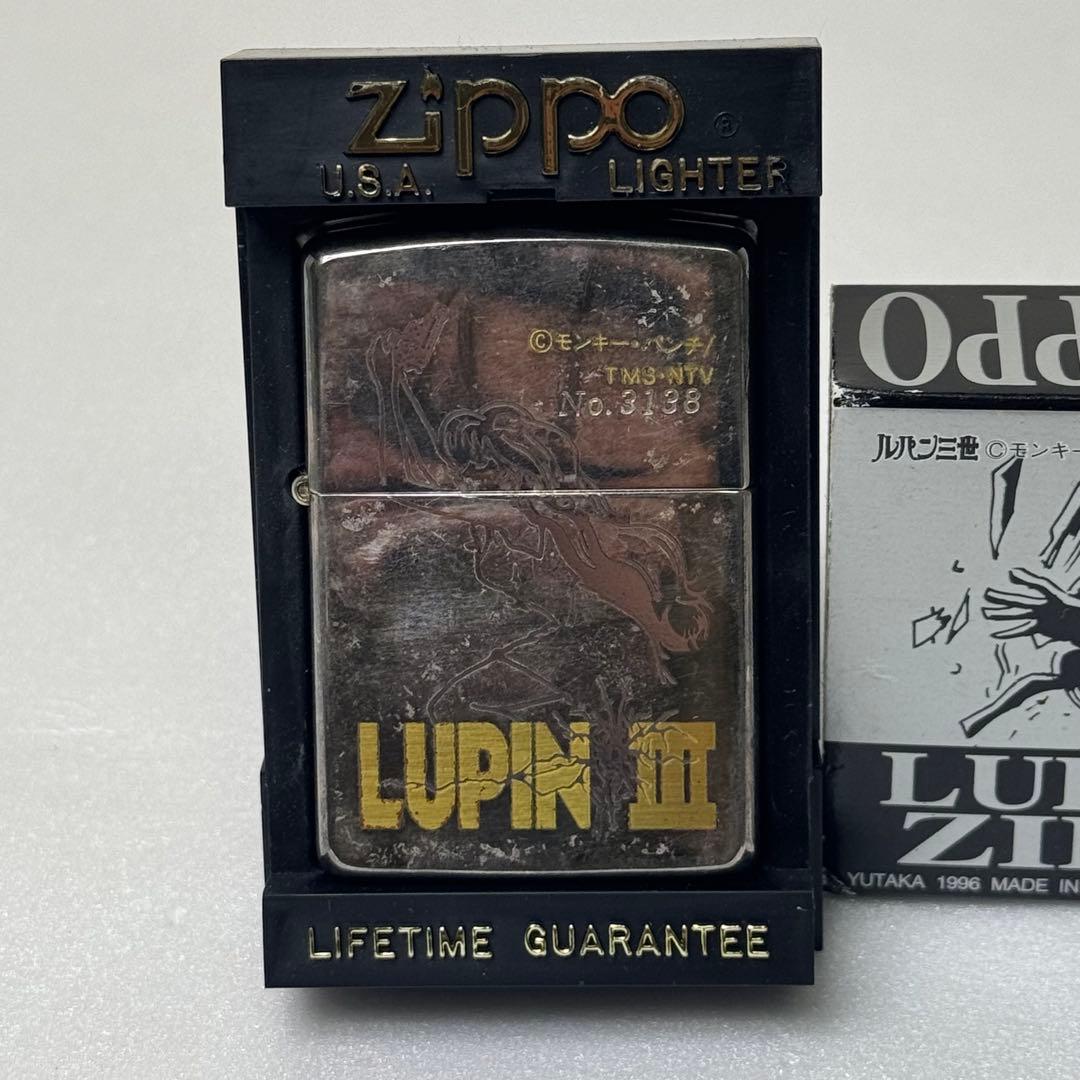 zippo ®
U.S.A. LIGHTER
©モンキー・パンチ/
TMS・NTV
No.3138
LUPIN III
LIFETIME GUARANTEE
PPO
ルパン三世 ©モンキー
LU
ZI
YUTAKA 1996 MADE IN